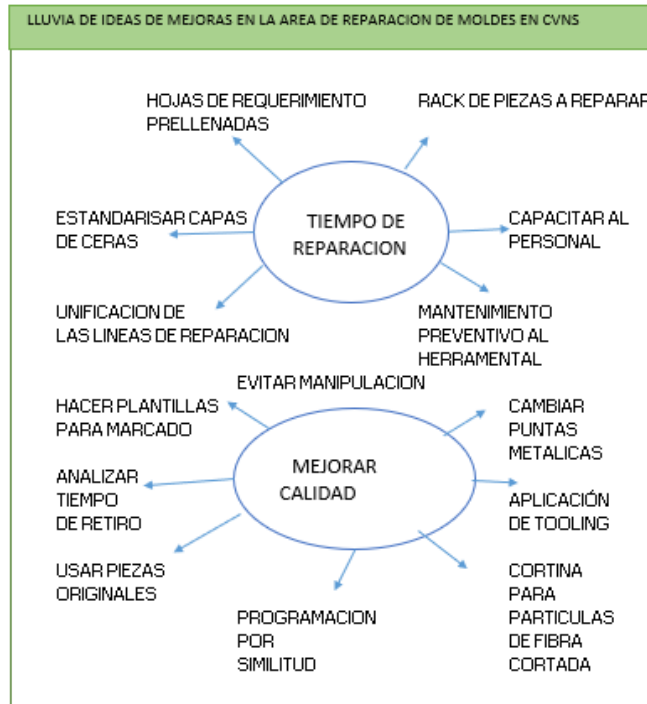 LLUVIA DE IDEAS DE MEJORAS EN LA AREA DE REPARACION DE MOLDES EN CVNS
HOJAS DE REQUERIMIENTO
PRELLENADAS
RACK DE PIEZAS A REPARAR
ESTANDARISAR CAPAS
DE CERAS
TIEMPO DE
REPARACION
CAPACITAR AL
PERSONAL
UNIFICACION DE
LAS LINEAS DE REPARACION
MANTENIMIENTO
PREVENTIVO AL
HERRAMENTAL
EVITAR MANIPULACION
HACER PLANTILLAS
PARA MARCADO
CAMBIAR
PUNTAS
METALICAS
MEJORAR
CALIDAD
ANALIZAR
TIEMPO
DE RETIRO
APLICACIÓN
DE TOOLING
USAR PIEZAS
ORIGINALES
PROGRAMACION
POR
SIMILITUD
CORTINA
PARA
PARTICULAS
DE FIBRA
CORTADA